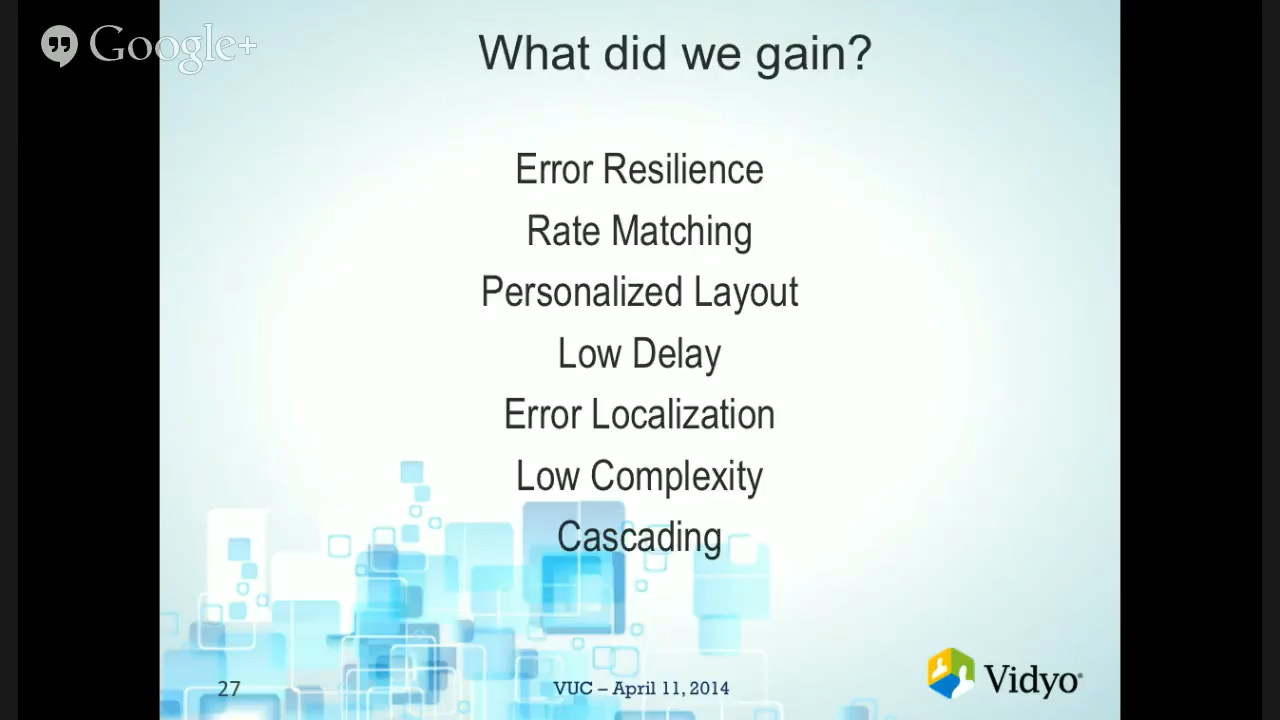 Google+
What did we gain?
Error Resilience
Rate Matching
Personalized Layout
Low Delay
Error Localization
Low Complexity
Cascading
27
VUC – April 11, 2014
Vidyo